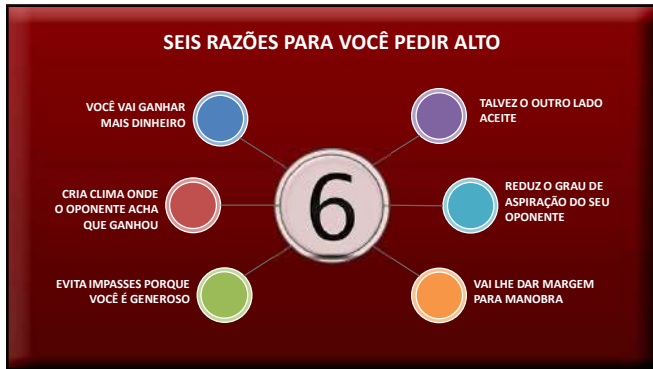 SEIS RAZÕES PARA VOCÊ PEDIR ALTO
VOCÊ VAI GANHAR
MAIS DINHEIRO
TALVEZ O OUTRO LADO
ACEITE
CRIA CLIMA ONDE
O OPONENTE ACHA
QUE GANHOU
6
REDUZ O GRAU DE
ASPIRAÇÃO DO SEU
OPONENTE
EVITA IMPASSES PORQUE
VOCÊ É GENEROSO
VAI LHE DAR MARGEM
PARA MANOBRA